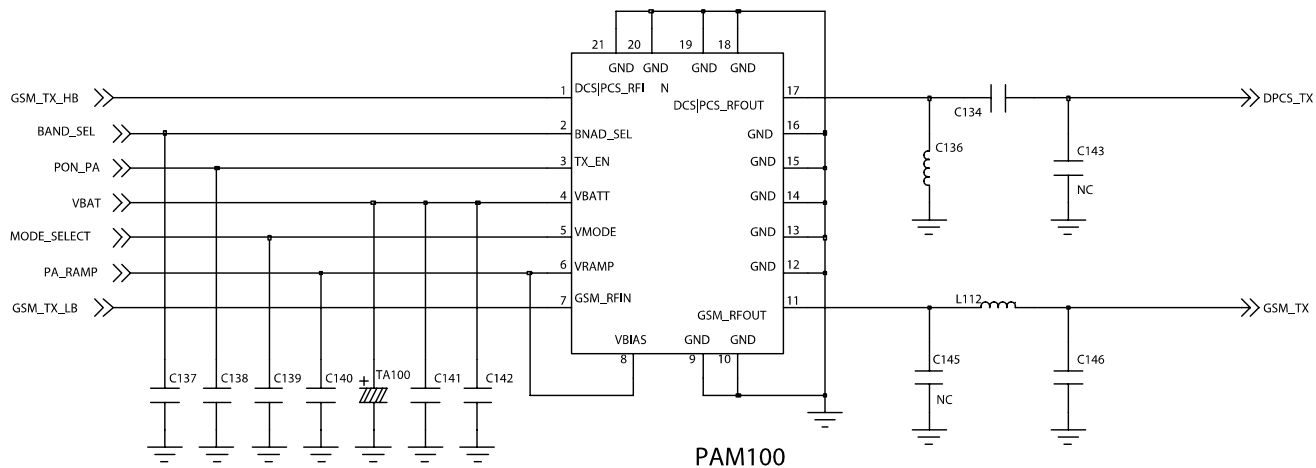 21 20 19 18
GND GND GND GND
GSM_TX_HB 1 DCS|PCS_RFI N
DCS|PCS_RFOUT 17 C134 DPCS_TX
BAND_SEL 2 BNAD_SEL GND 16
C136 C143 NC
PON_PA 3 TX_EN GND 15
VBAT 4 VBATT GND 14
MODE_SELECT 5 VMODE GND 13
PA_RAMP 6 VRAMP GND 12
GSM_TX_LB 7 GSM_RFIN
GSM_RFOUT 11 L112 GSM_TX
VBIAS GND GND
8 9 10
C137 C138 C139 C140 + TA100 C141 C142
C145 NC C146
PAM100